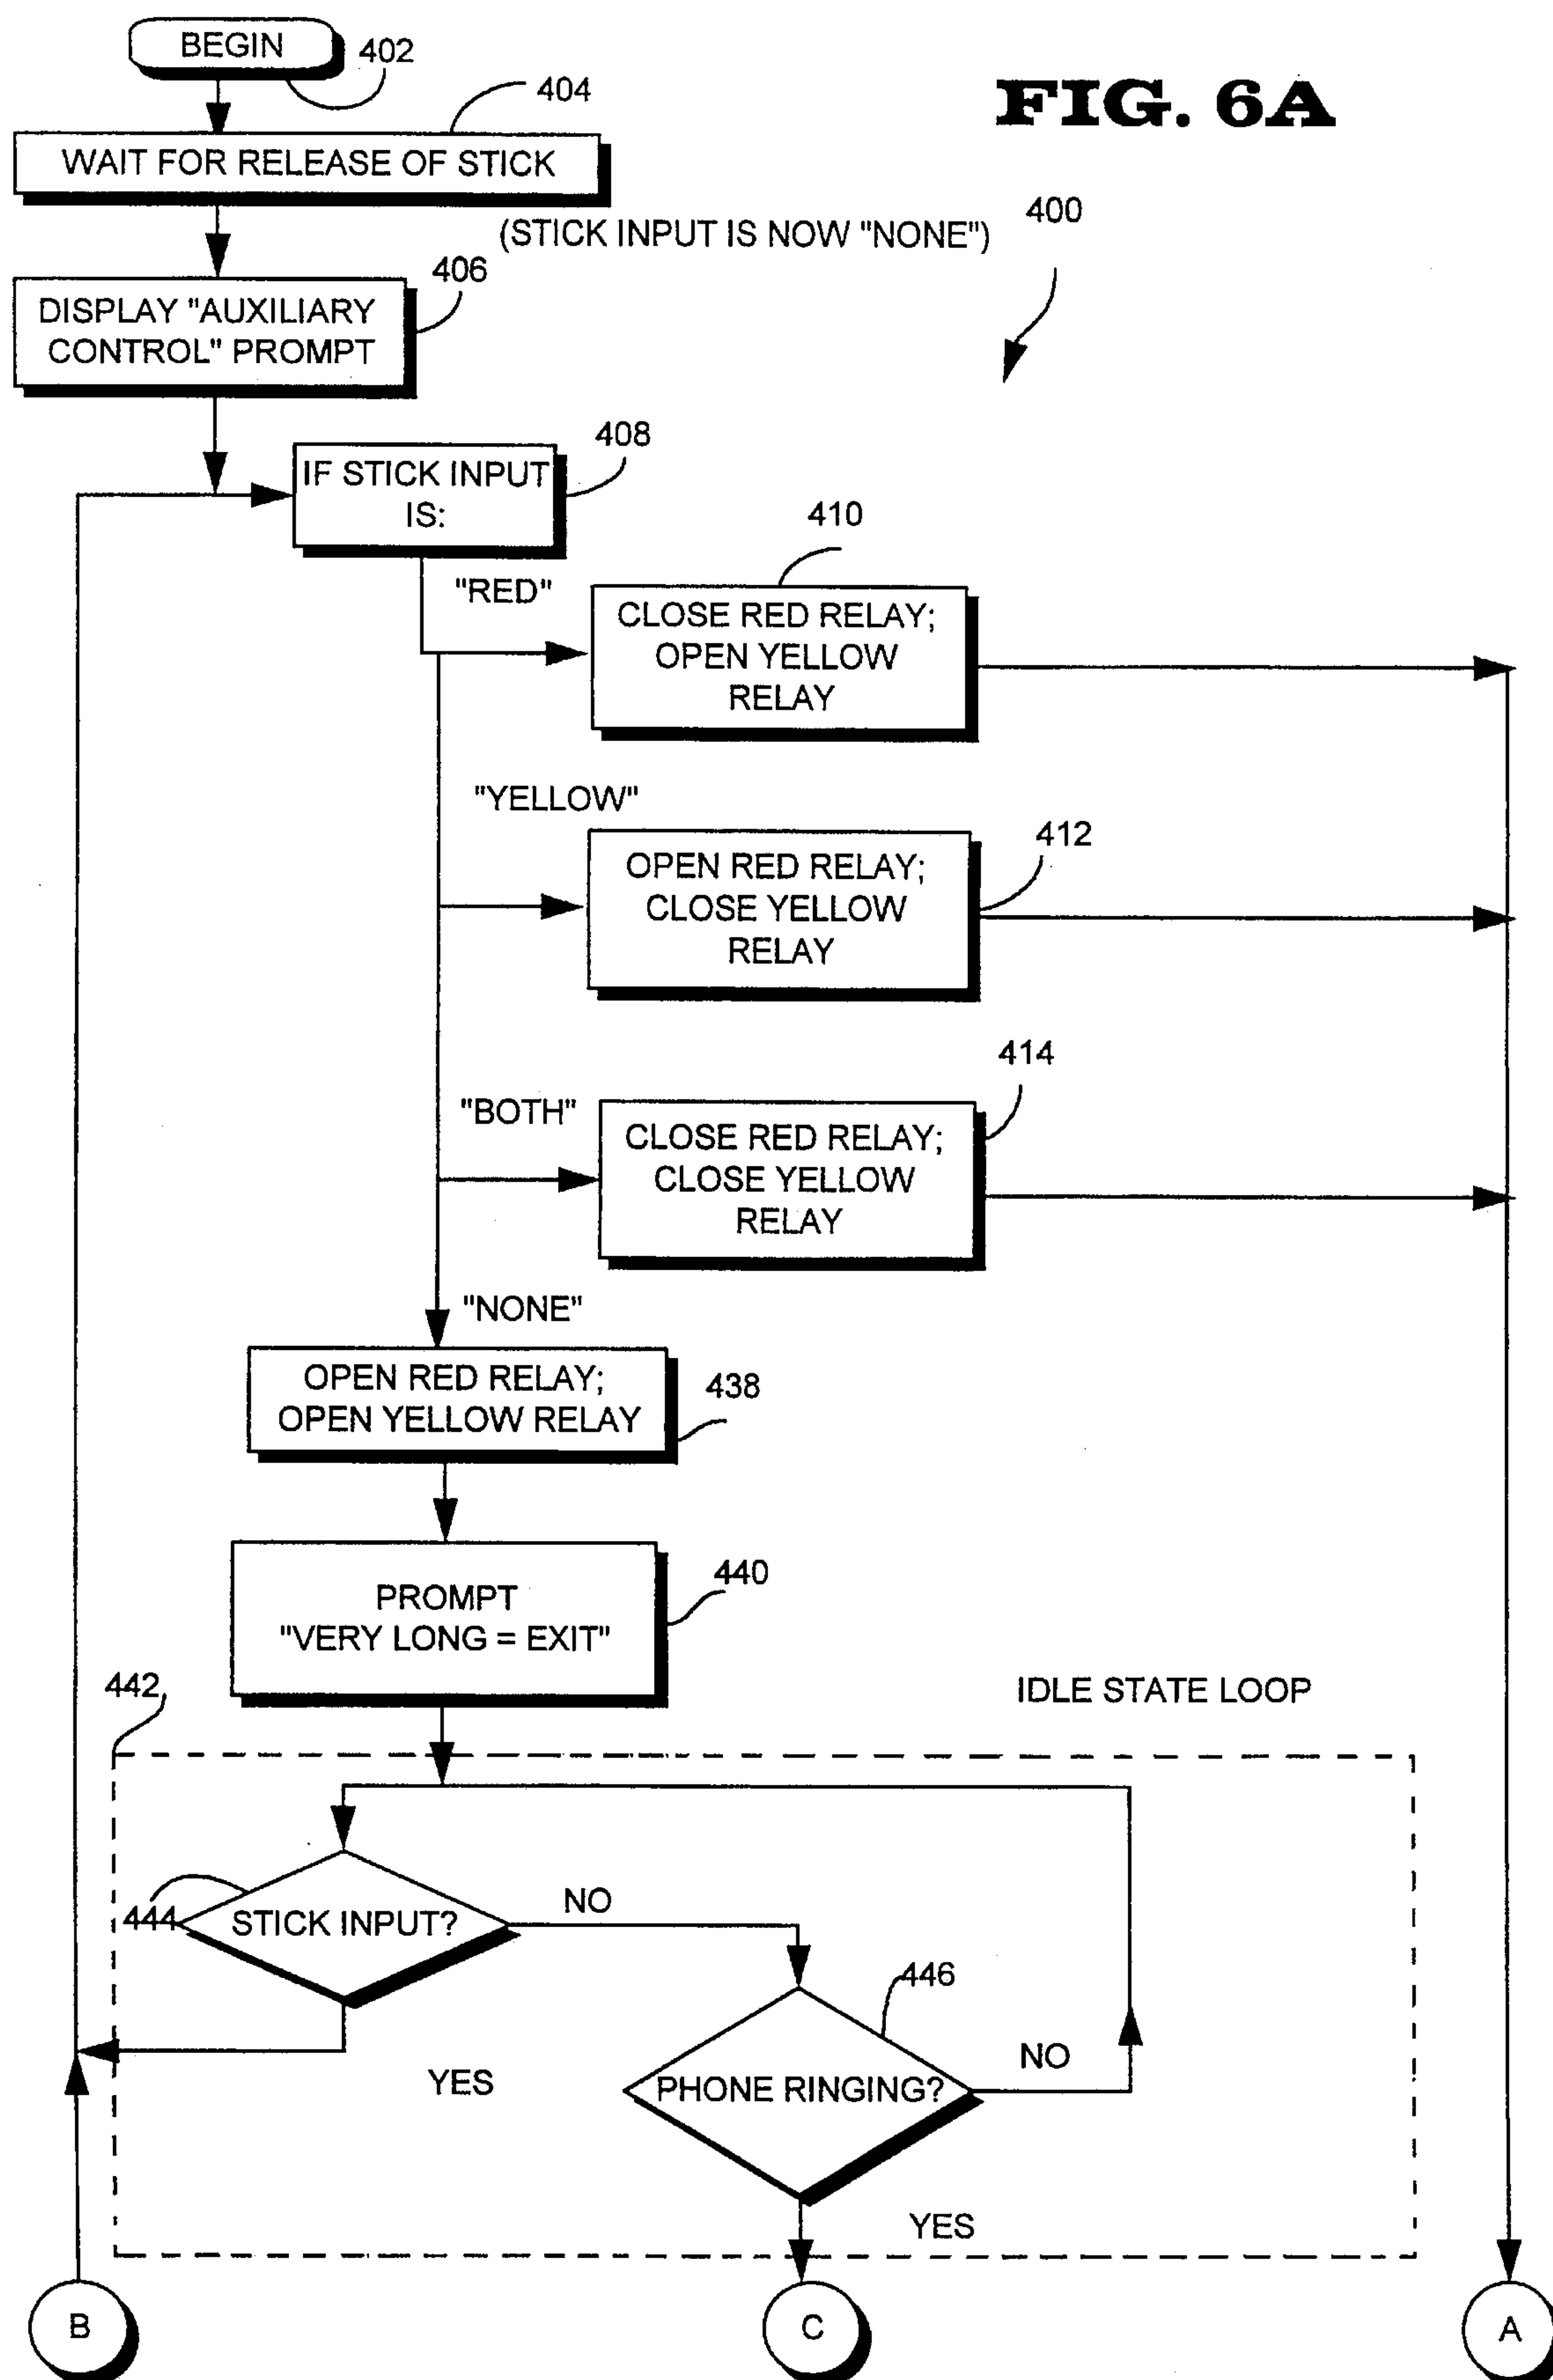 BEGIN
402
FIG. 6A
404
WAIT FOR RELEASE OF STICK
400
(STICK INPUT IS NOW "NONE")
406
DISPLAY "AUXILIARY
CONTROL" PROMPT
408
IF STICK INPUT
IS:
410
"RED"
CLOSE RED RELAY;
OPEN YELLOW
RELAY
"YELLOW"
412
OPEN RED RELAY;
CLOSE YELLOW
RELAY
414
"BOTH"
CLOSE RED RELAY;
CLOSE YELLOW
RELAY
"NONE"
OPEN RED RELAY;
OPEN YELLOW RELAY
438
440
PROMPT
"VERY LONG = EXIT"
442
IDLE STATE LOOP
444
STICK INPUT?
NO
446
YES
PHONE RINGING?
NO
YES
B
C
A